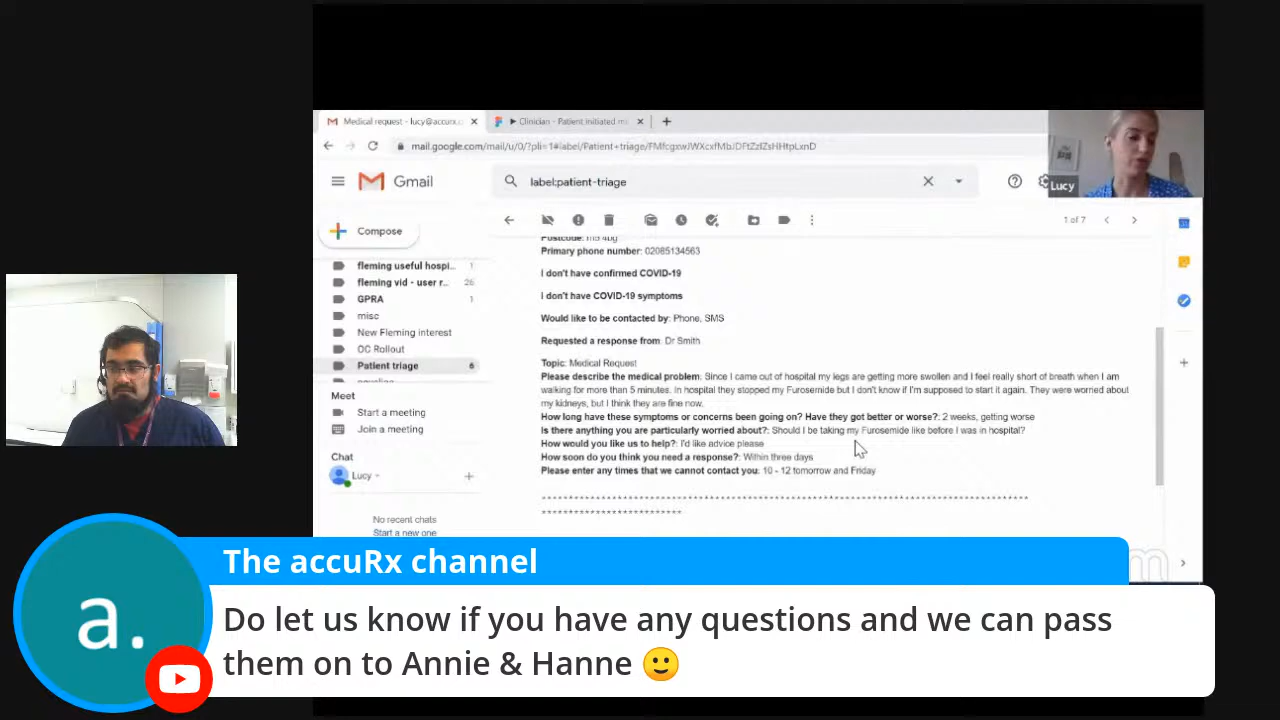 Medical request - lucy@accurx.c
Clinician - Patient initiated m
mail.google.com/mail/u/0/?pli=1#label/Patient+triage/
Lucy
Gmail
label:patient-triage
Compose
1 of 7
fleming useful hospi... 1
fleming vid - user r... 26
GPRA 1
misc
New Fleming interest
OC Rollout
Patient triage 6
Meet
Start a meeting
Join a meeting
Chat
Lucy
No recent chats
Start a new one
Postcode:
Primary phone number: 02085134563
I don't have confirmed COVID-19
I don't have COVID-19 symptoms
Would like to be contacted by: Phone, SMS
Requested a response from: Dr Smith
Topic: Medical Request
Please describe the medical problem: Since I came out of hospital my legs are getting more swollen and I feel really short of breath when I am
walking for more than 5 minutes. In hospital they stopped my Furosemide but I don't know if I'm supposed to start it again. They were worried about
my kidneys, but I think they are fine now.
How long have these symptoms or concerns been going on? Have they got better or worse?: 2 weeks, getting worse
Is there anything you are particularly worried about?: Should I be taking my Furosemide like before I was in hospital?
How would you like us to help?: I'd like advice please
How soon do you think you need a response?: Within three days
Please enter any times that we cannot contact you: 10 - 12 tomorrow and Friday
a.
The accuRx channel
Do let us know if you have any questions and we can pass
them on to Annie & Hanne 🙂